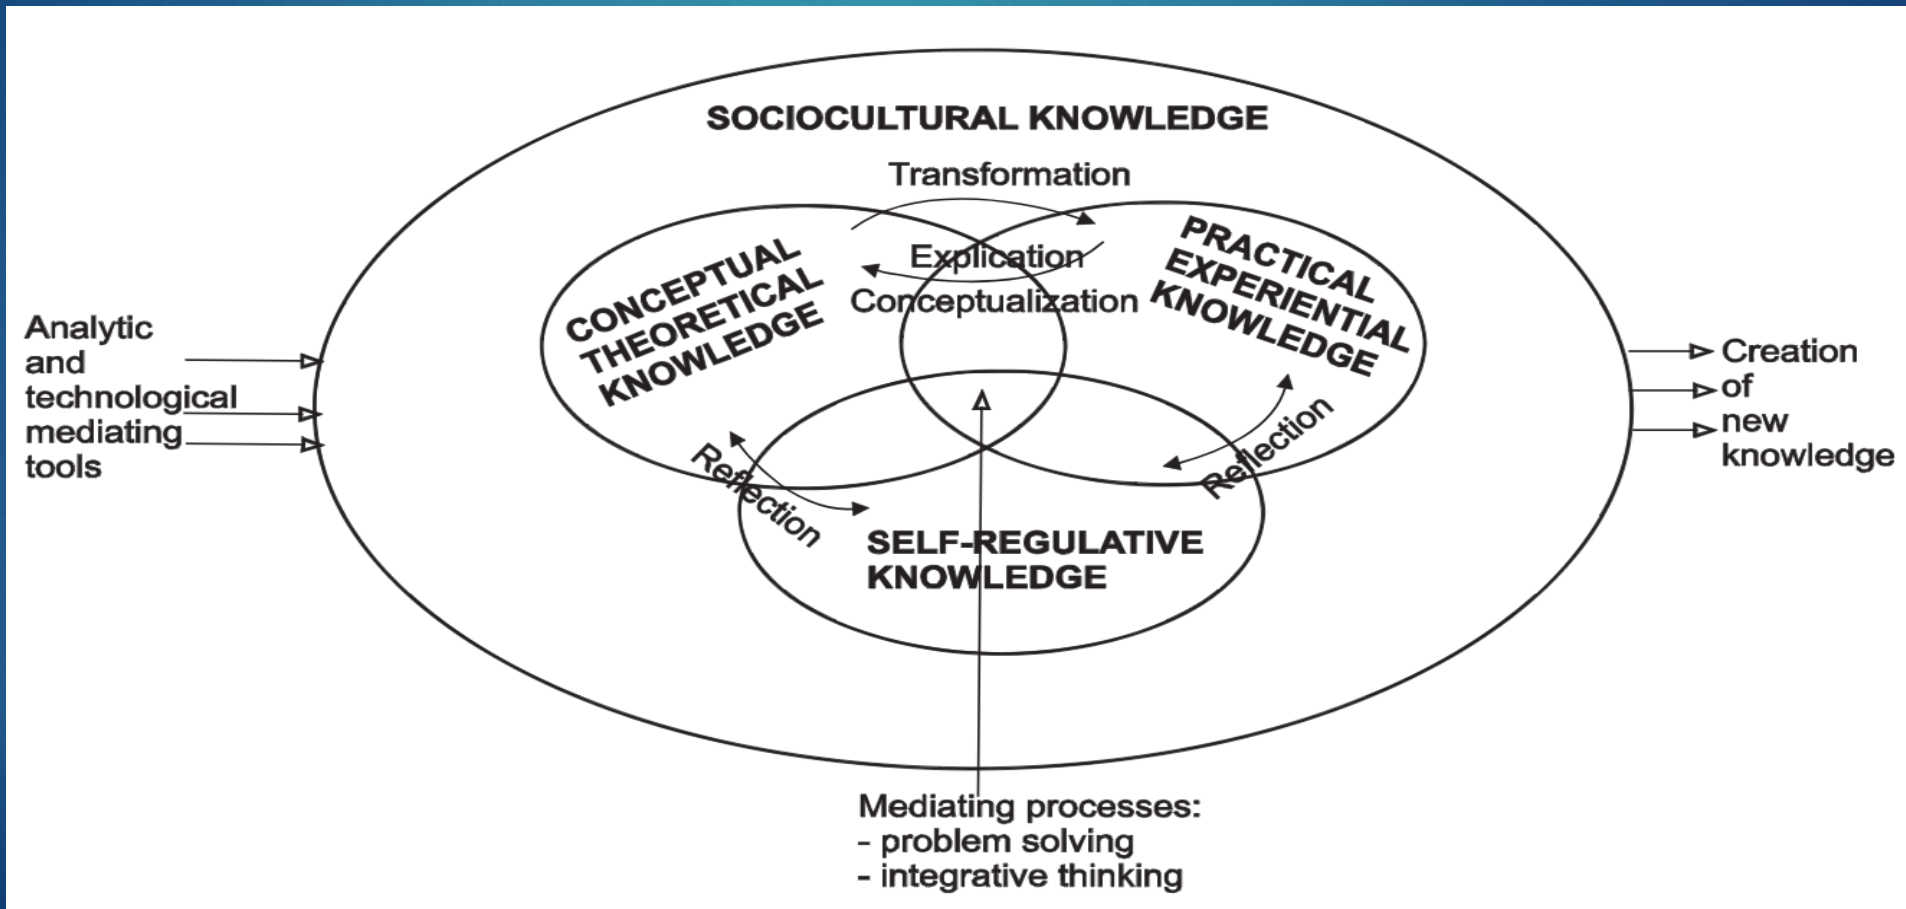 SOCIOCULTURAL KNOWLEDGE
Transformation
Explication
Conceptualization
CONCEPTUAL
THEORETICAL
KNOWLEDGE
PRACTICAL
EXPERIENTIAL
KNOWLEDGE
Analytic
and
technological
mediating
tools
Creation
of
new
knowledge
Reflection
Reflection
SELF-REGULATIVE
KNOWLEDGE
Mediating processes:
- problem solving
- integrative thinking